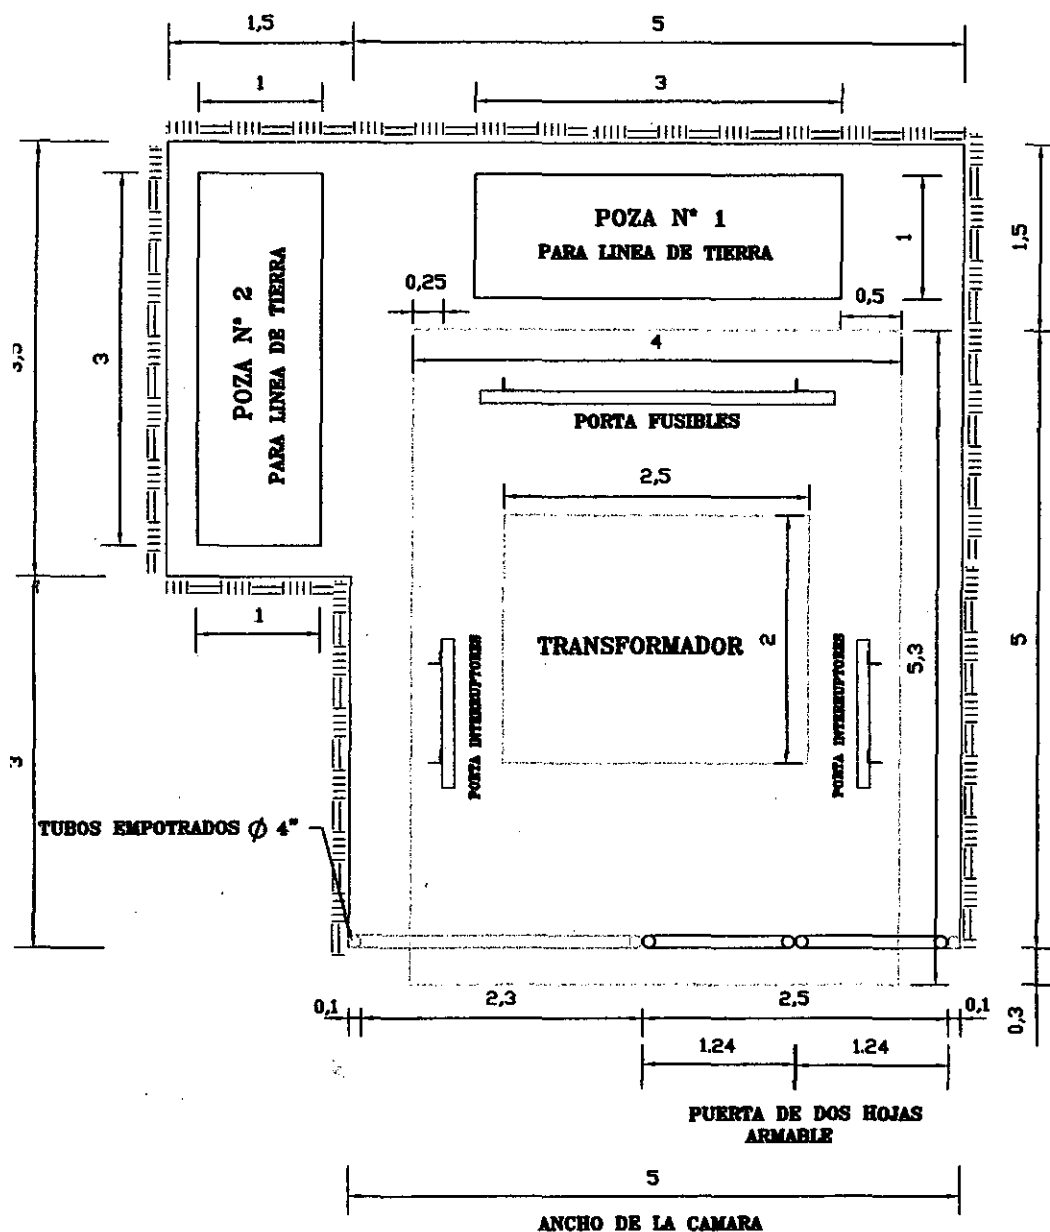 1,5
5
1
3
POZA N° 1
PARA LINEA DE TIERRA
1
1,5
POZA N° 2
PARA LINEA DE TIERRA
3
0,25
0,5
4
PORTA FUSIBLES
2,5
TRANSFORMADOR
2
5,3
5
1
PORTA INTERRUPTORES
PORTA INTERRUPTORES
3
TUBOS EMPOTRADOS Ø 4"
0,1
2,3
2,5
0,1
0,3
1.24
1.24
PUERTA DE DOS HOJAS
ARMABLE
5
ANCHO DE LA CAMARA